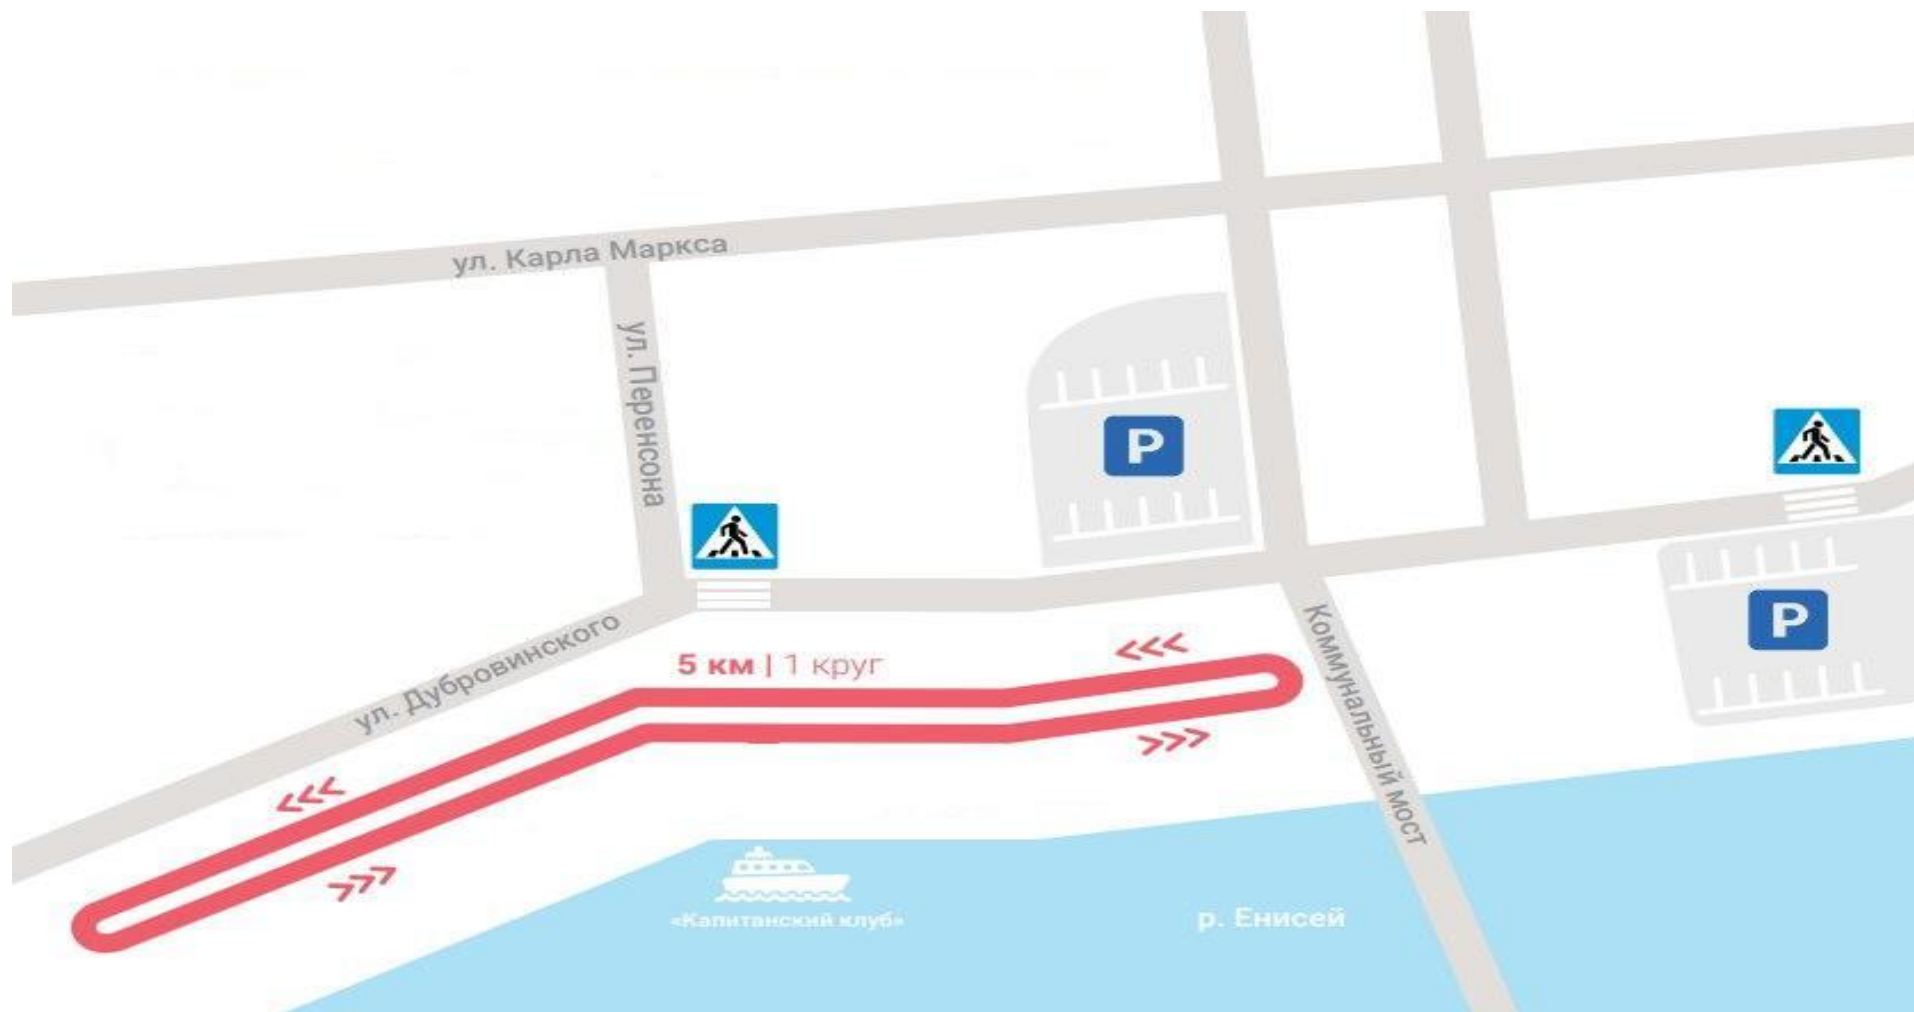 ул. Карла Маркса
ул. Перенсона
P
P
ул. Дубровинского
5 км | 1 круг
Коммунальный мост
«Капитанский клуб»
р. Енисей